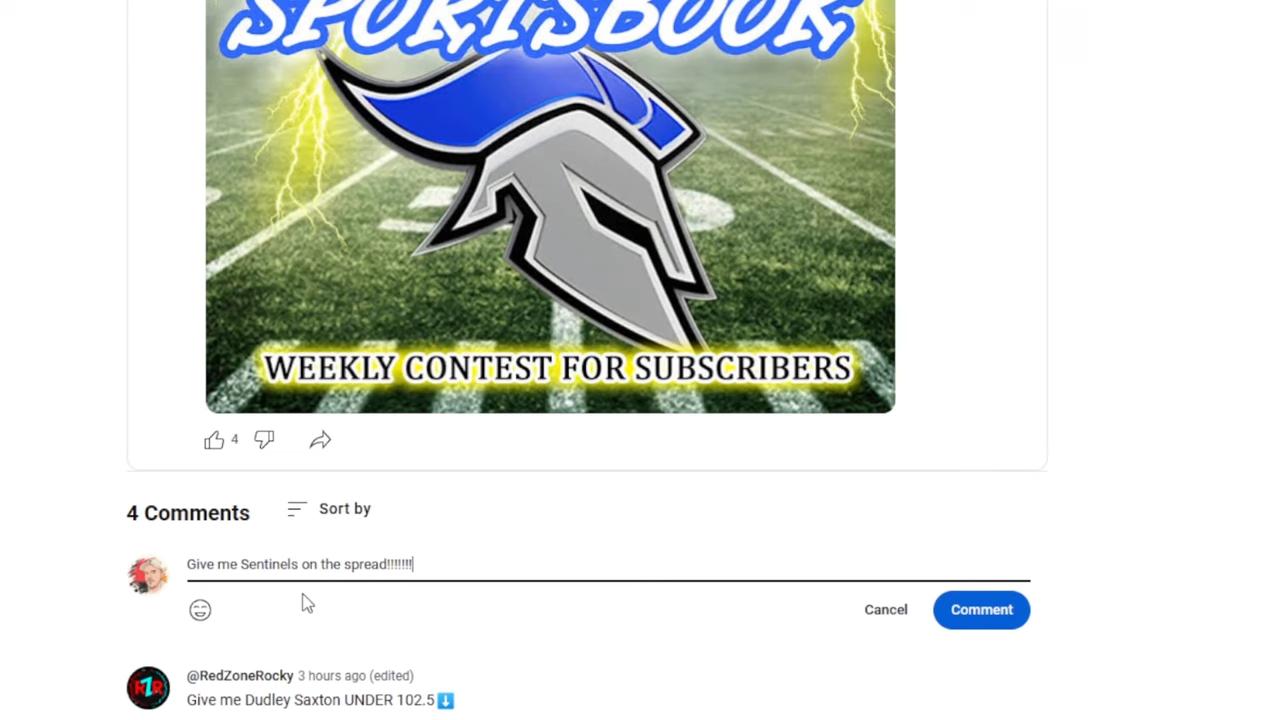 SPORTSBOOK
WEEKLY CONTEST FOR SUBSCRIBERS
4
4 Comments Sort by
Give me Sentinels on the spread!!!!!!!
Cancel Comment
RZR
@RedZoneRocky 3 hours ago (edited)
Give me Dudley Saxton UNDER 102.5⬇️